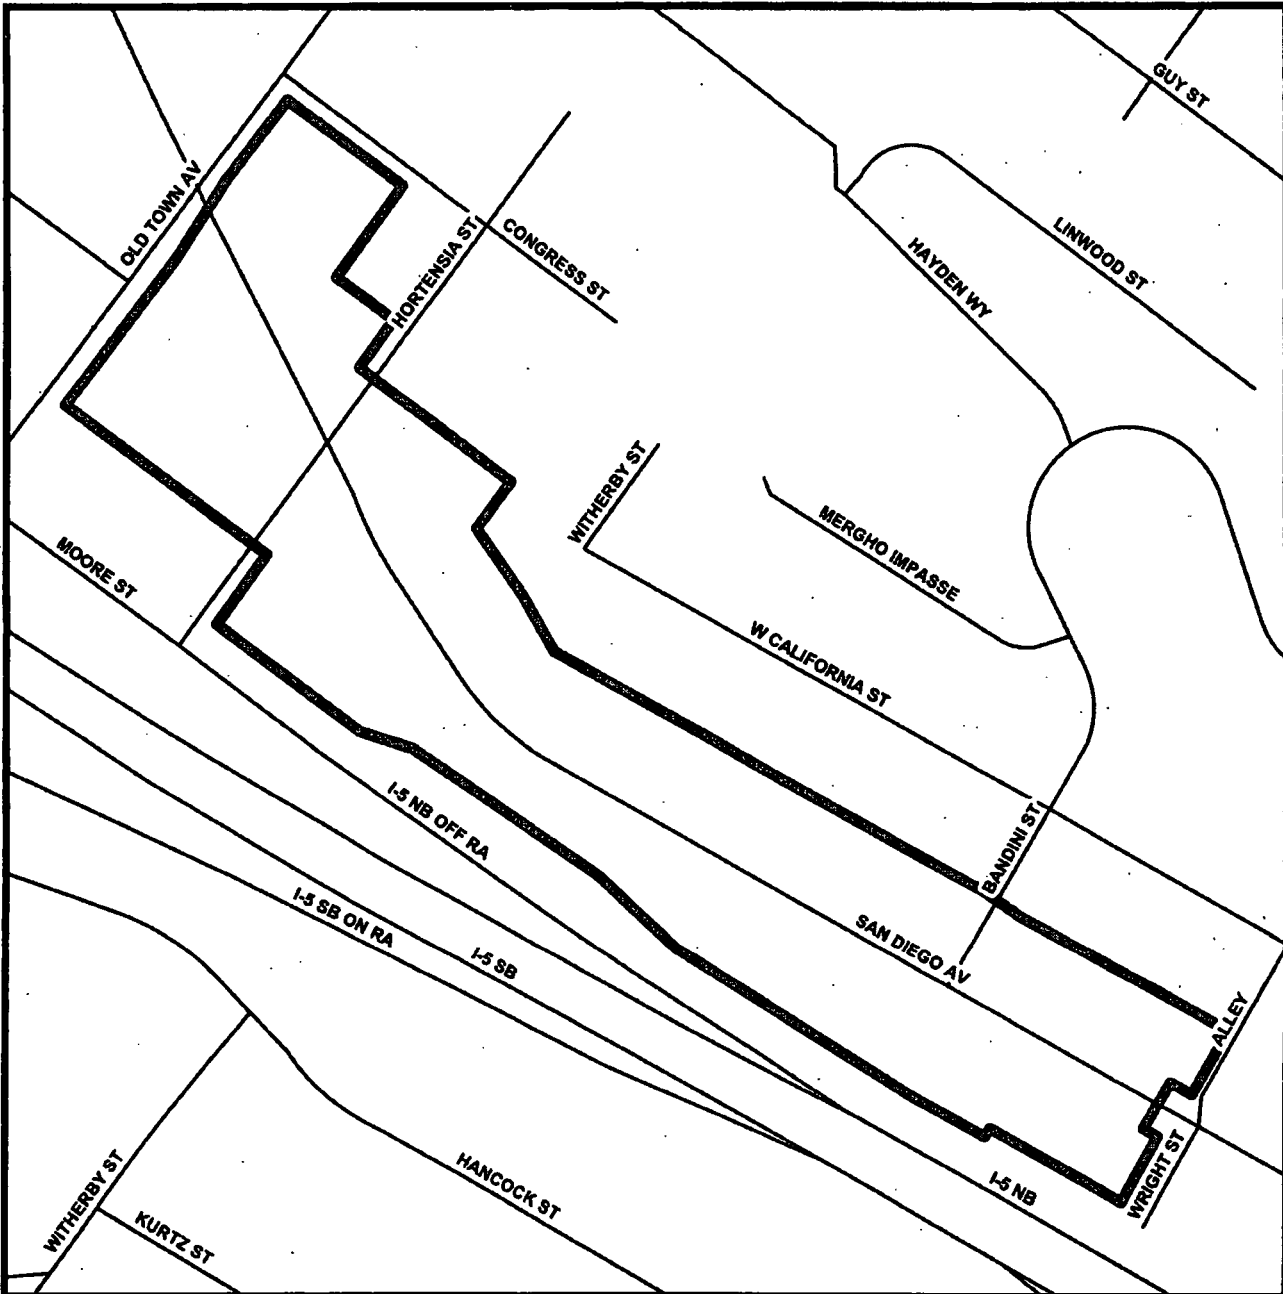 GUY ST
OLD TOWN AV
HORTENSIA ST
CONGRESS ST
LINWOOD ST
HAYDEN WY
WITHERBY ST
MERGHO IMPASSE
MOORE ST
W CALIFORNIA ST
I-5 NB OFF RA
BANDINI ST
I-5 SB ON RA
I-5 SB
SAN DIEGO AV
ALLEY
WITHERBY ST
KURTZ ST
HANCOCK ST
I-5 NB
WRIGHT ST